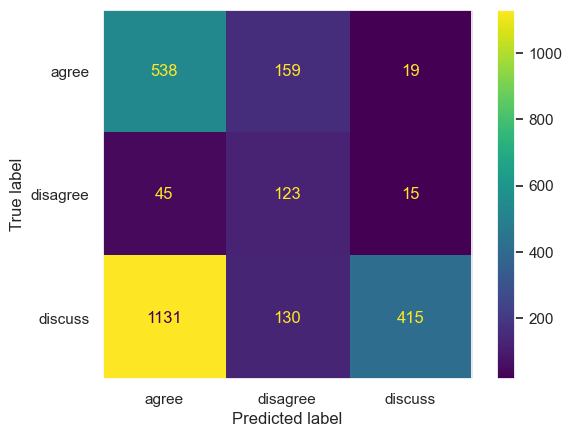 True label
agree 538 159 19
disagree 45 123 15
discuss 1131 130 415
agree disagree discuss
Predicted label
1000
800
600
400
200